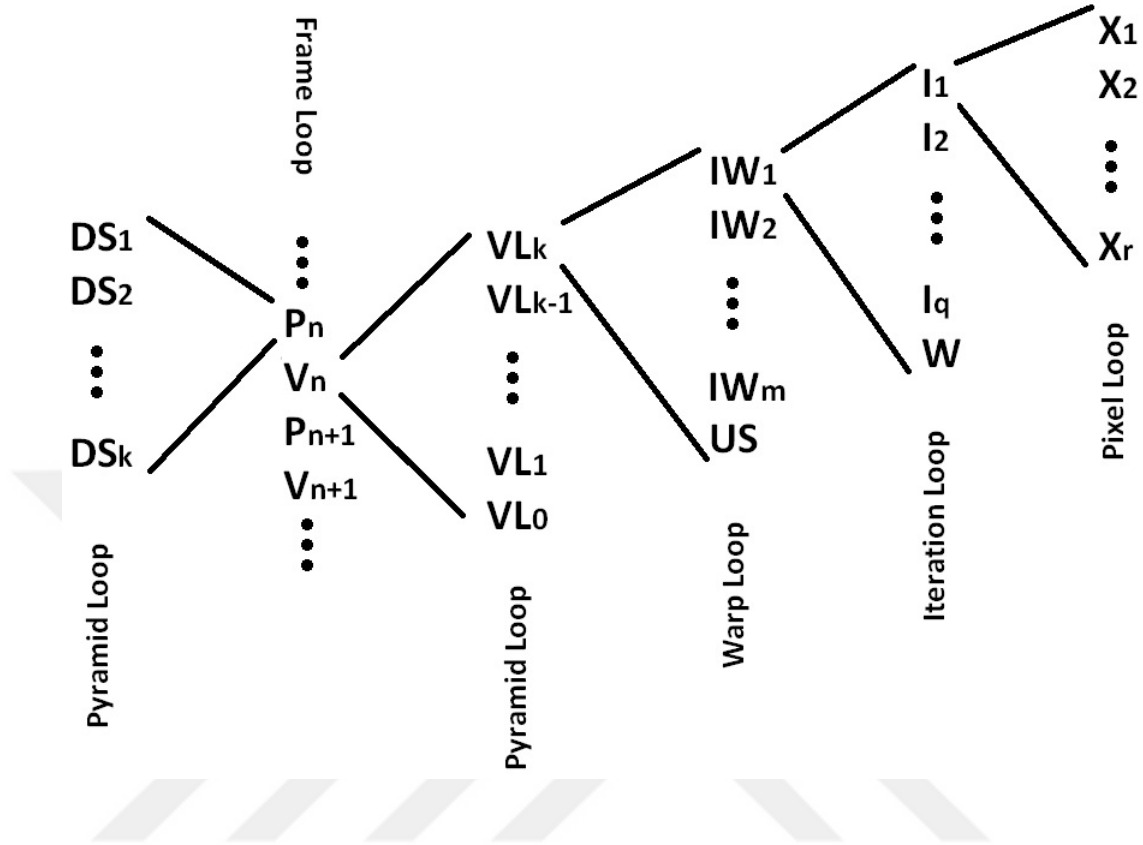 DS1
DS2
DSk
Pyramid Loop
Frame Loop
Pn
Vn
Pn+1
Vn+1
VLk
VLk-1
VL1
VL0
Pyramid Loop
IW1
IW2
IWm
US
Warp Loop
I1
I2
Iq
W
Iteration Loop
X1
X2
Xr
Pixel Loop